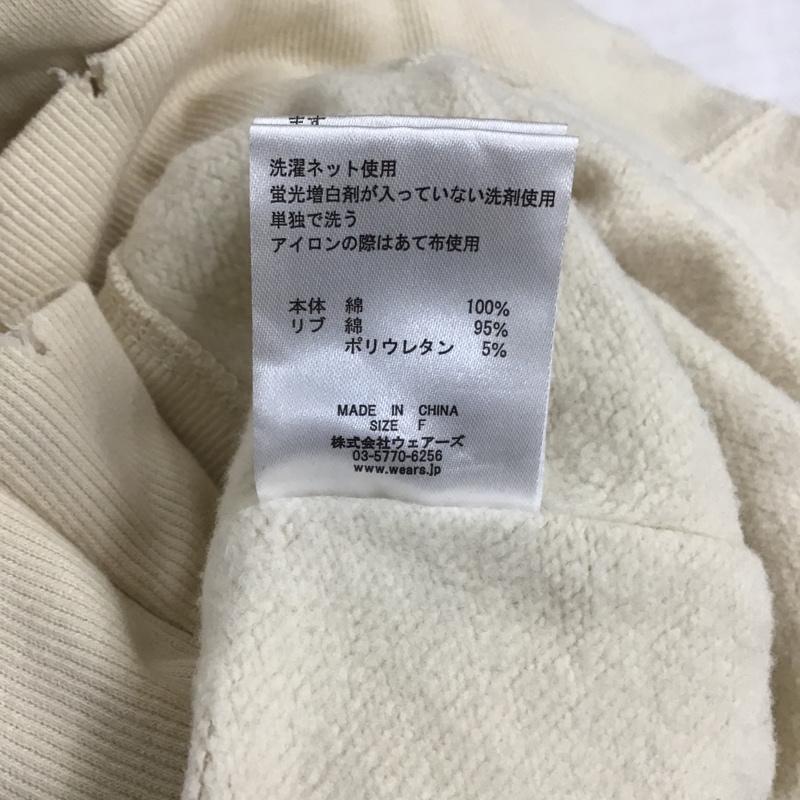 ます
洗濯ネット使用
蛍光増白剤が入っていない洗剤使用
単独で洗う
アイロンの際はあて布使用
本体 綿 100%
リブ 綿 95%
ポリウレタン 5%
MADE IN CHINA
SIZE F
株式会社ウェアーズ
03-5770-6256
www.wears.jp